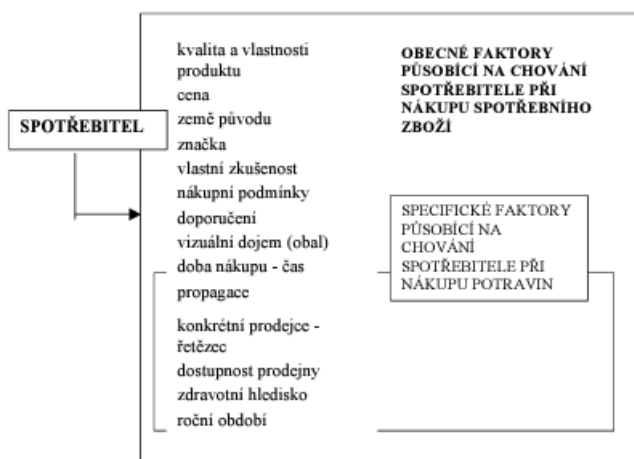 SPOTŘEBITEL
kvalita a vlastnosti
produktu
cena
země původu
značka
vlastní zkušenost
nákupní podmínky
doporučení
vizuální dojem (obal)
doba nákupu - čas
propagace
konkrétní prodejce -
řetězec
dostupnost prodejny
zdravotní hledisko
roční období
OBECNÉ FAKTORY
PŮSOBÍCÍ NA CHOVÁNÍ
SPOTŘEBITELE PŘI
NÁKUPU SPOTŘEBNÍHO
ZBOŽÍ
SPECIFICKÉ FAKTORY
PŮSOBÍCÍ NA
CHOVÁNÍ
SPOTŘEBITELE PŘI
NÁKUPU POTRAVIN